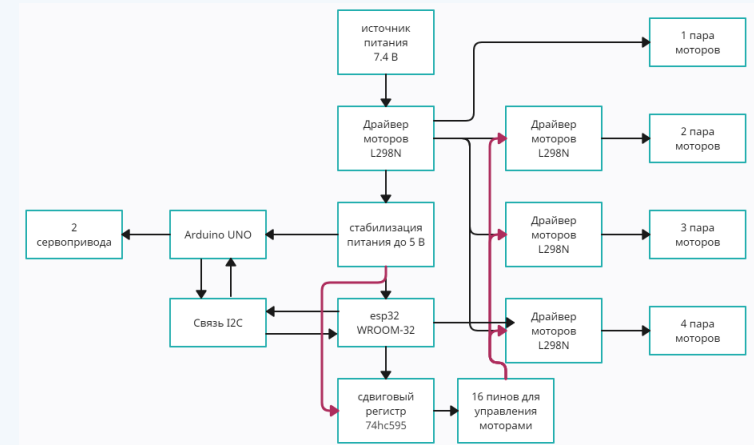 источник
питания
7.4 В
1 пара
моторов
Драйвер
моторов
L298N
Драйвер
моторов
L298N
2 пара
моторов
2
сервопривода
Arduino UNO
стабилизация
питания до 5 В
Драйвер
моторов
L298N
3 пара
моторов
Связь I2C
esp32
WROOM-32
Драйвер
моторов
L298N
4 пара
моторов
сдвиговый
регистр
74hc595
16 пинов для
управления
моторами